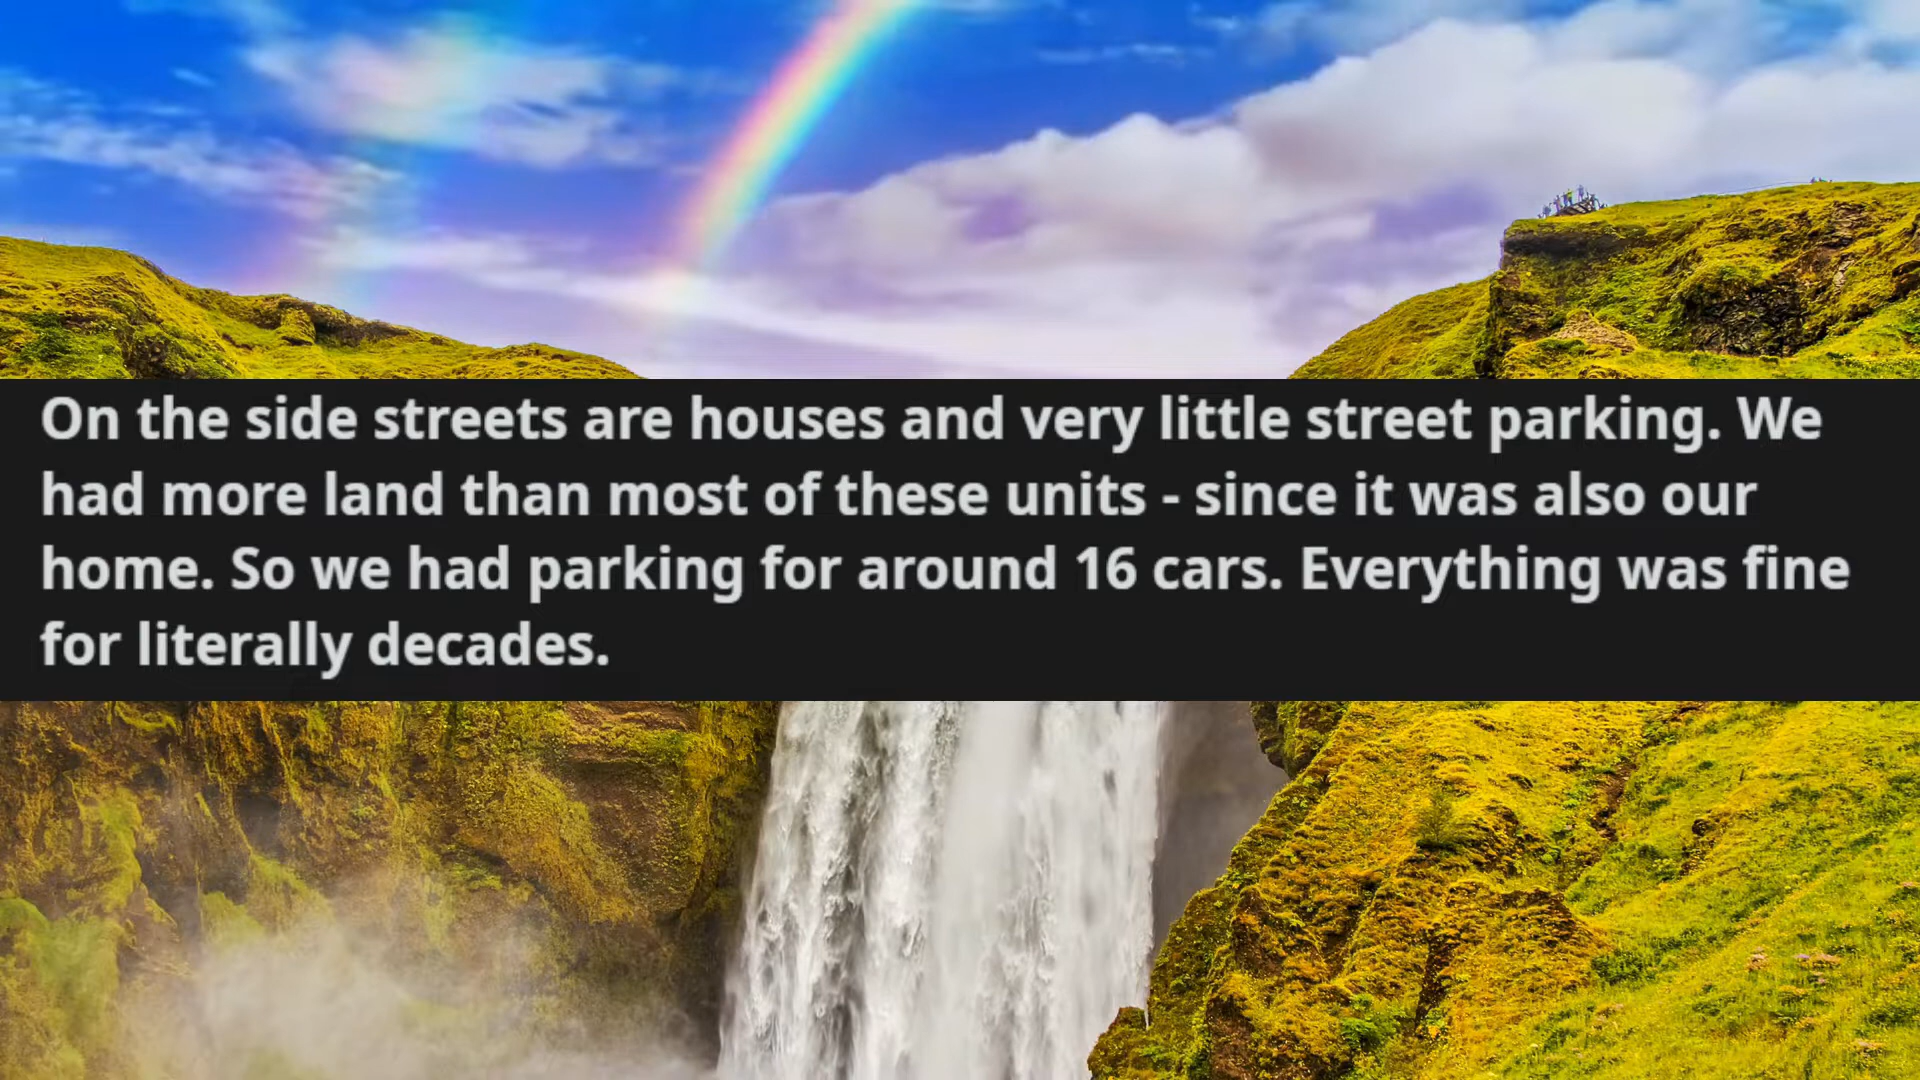 On the side streets are houses and very little street parking. We
had more land than most of these units - since it was also our
home. So we had parking for around 16 cars. Everything was fine
for literally decades.